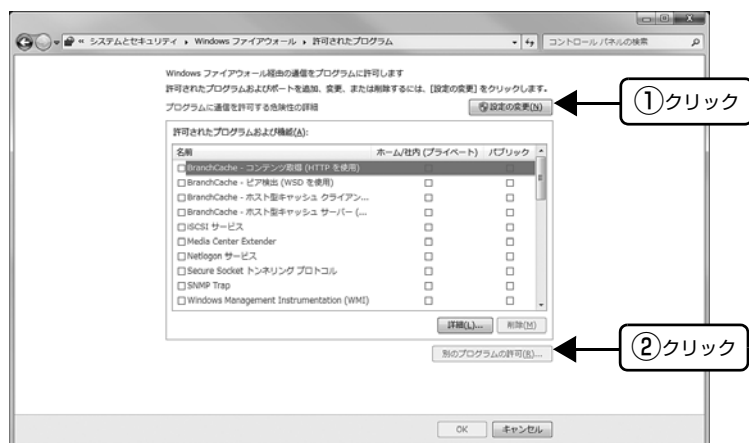 « システムとセキュリティ ▸ Windows ファイアウォール ▸ 許可されたプログラム
コントロール パネルの検索
Windows ファイアウォール経由の通信をプログラムに許可します
許可されたプログラムおよびポートを追加、変更、または削除するには、[設定の変更] をクリックします。
プログラムに通信を許可する危険性の詳細
設定の変更(N)
①クリック
許可されたプログラムおよび機能(A):
名前 ホーム/社内 (プライベート) パブリック
BranchCache - コンテンツ取得 (HTTP を使用)
BranchCache - ピア検出 (WSD を使用)
BranchCache - ホスト型キャッシュ クライアン...
BranchCache - ホスト型キャッシュ サーバー (...
iSCSI サービス
Media Center Extender
Netlogon サービス
Secure Socket トンネリング プロトコル
SNMP Trap
Windows Management Instrumentation (WMI)
詳細(L)... 削除(M)
別のプログラムの許可(R)...
②クリック
OK キャンセル